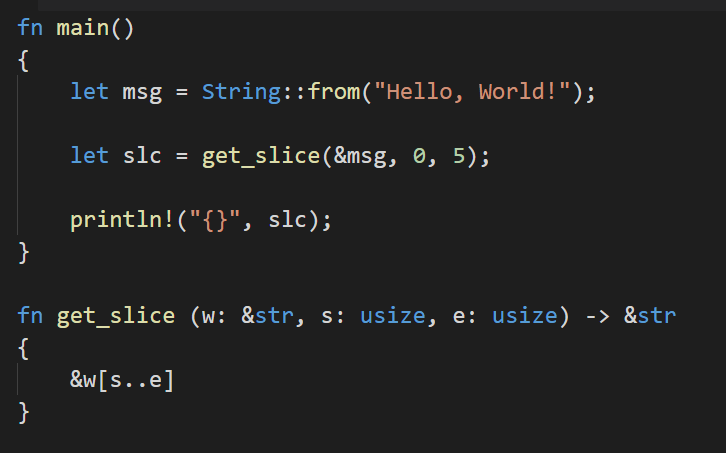 fn main()
{
    let msg = String::from("Hello, World!");
    let slc = get_slice(&msg, 0, 5);
    println!("{}", slc);
}
fn get_slice (w: &str, s: usize, e: usize) -> &str
{
    &w[s..e]
}